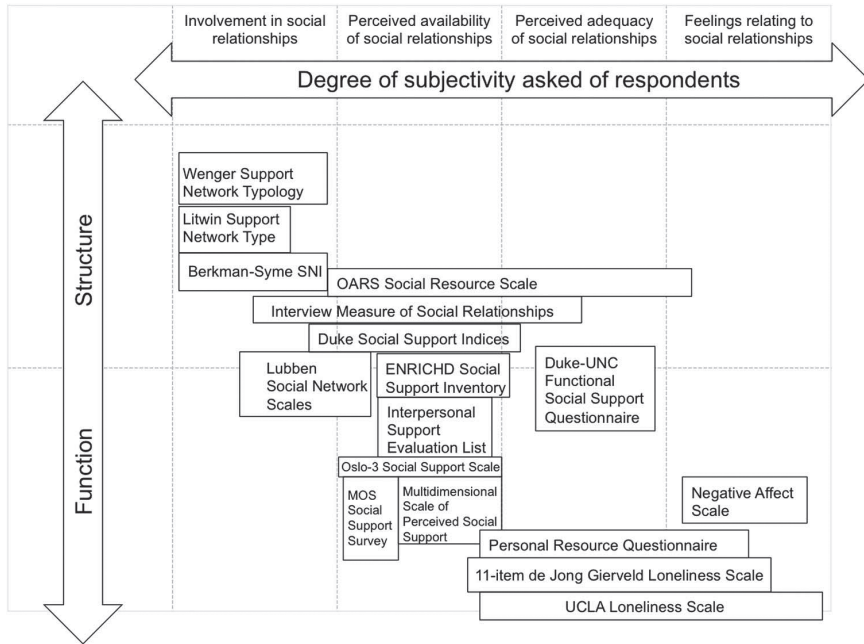 Involvement in social
relationships
Perceived availability
of social relationships
Perceived adequacy
of social relationships
Feelings relating to
social relationships
Degree of subjectivity asked of respondents
Structure
Function
Wenger Support
Network Typology
Litwin Support
Network Type
Berkman-Syme SNI
OARS Social Resource Scale
Interview Measure of Social Relationships
Duke Social Support Indices
Lubben
Social Network
Scales
ENRICHD Social
Support Inventory
Duke-UNC
Functional
Social Support
Questionnaire
Interpersonal
Support
Evaluation List
Oslo-3 Social Support Scale
MOS
Social
Support
Survey
Multidimensional
Scale of
Perceived Social
Support
Negative Affect
Scale
Personal Resource Questionnaire
11-item de Jong Gierveld Loneliness Scale
UCLA Loneliness Scale